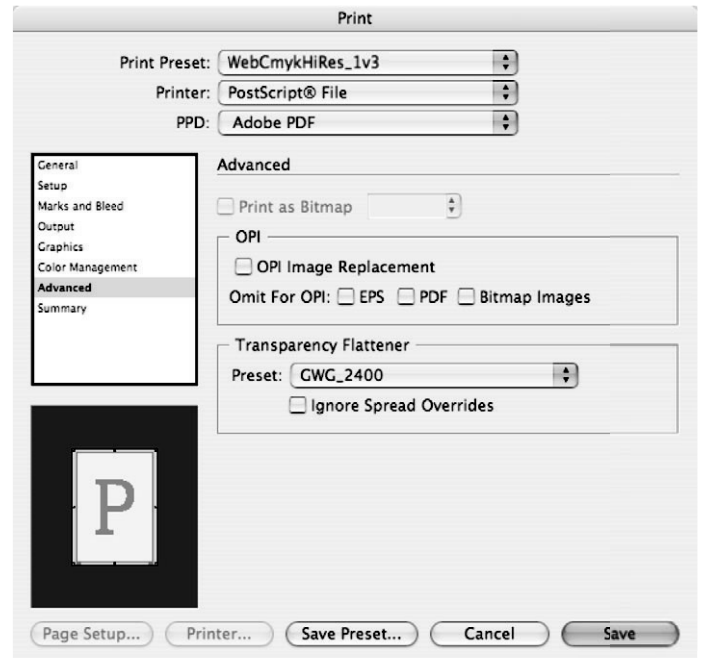 Print
Print Preset: WebCmykHiRes_1v3
Printer: PostScript® File
PPD: Adobe PDF
General
Setup
Marks and Bleed
Output
Graphics
Color Management
Advanced
Summary
Advanced
Print as Bitmap
OPI
OPI Image Replacement
Omit For OPI: EPS PDF Bitmap Images
Transparency Flattener
Preset: GWG_2400
Ignore Spread Overrides
P
Page Setup... Printer... Save Preset... Cancel Save